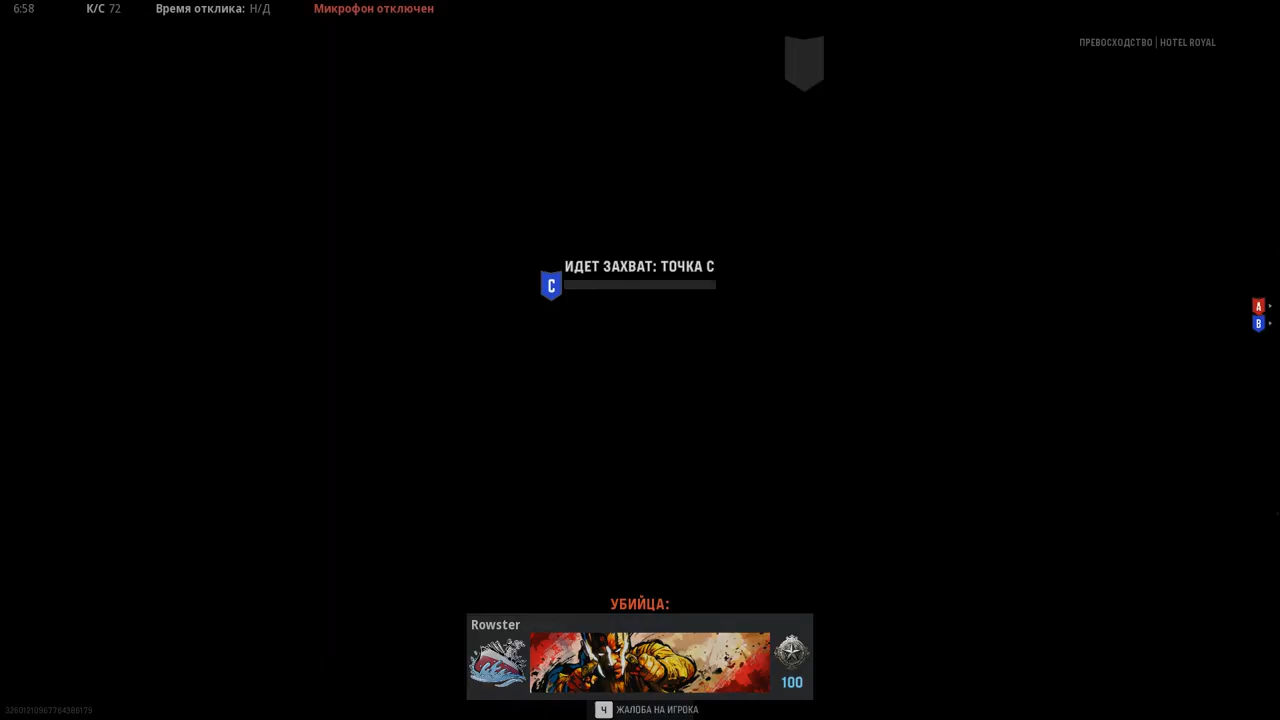 6:58 К/С 72 Время отклика: Н/Д Микрофон отключен
ПРЕВОСХОДСТВО | HOTEL ROYAL
ИДЕТ ЗАХВАТ: ТОЧКА C
C
A
B
УБИЙЦА:
Rowster
100
Ч ЖАЛОБА НА ИГРОКА